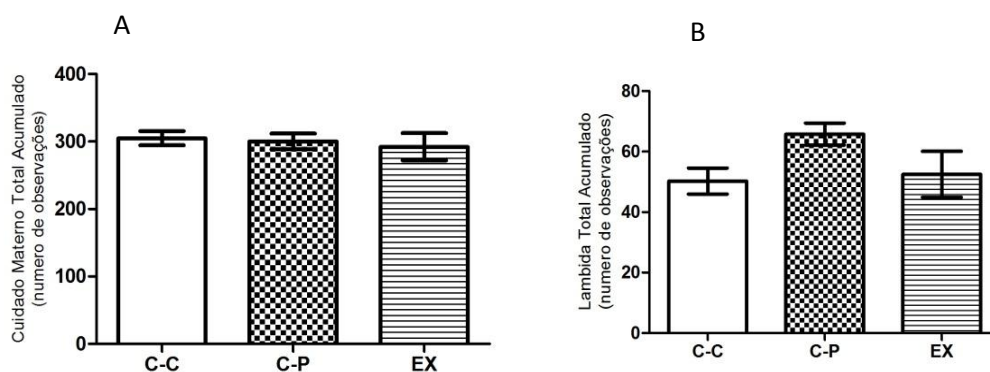 A
Cuidado Materno Total Acumulado
(numero de observações)
400
300
200
100
0
C-C
C-P
EX
B
Lambida Total Acumulado
(numero de observações)
80
60
40
20
0
C-C
C-P
EX